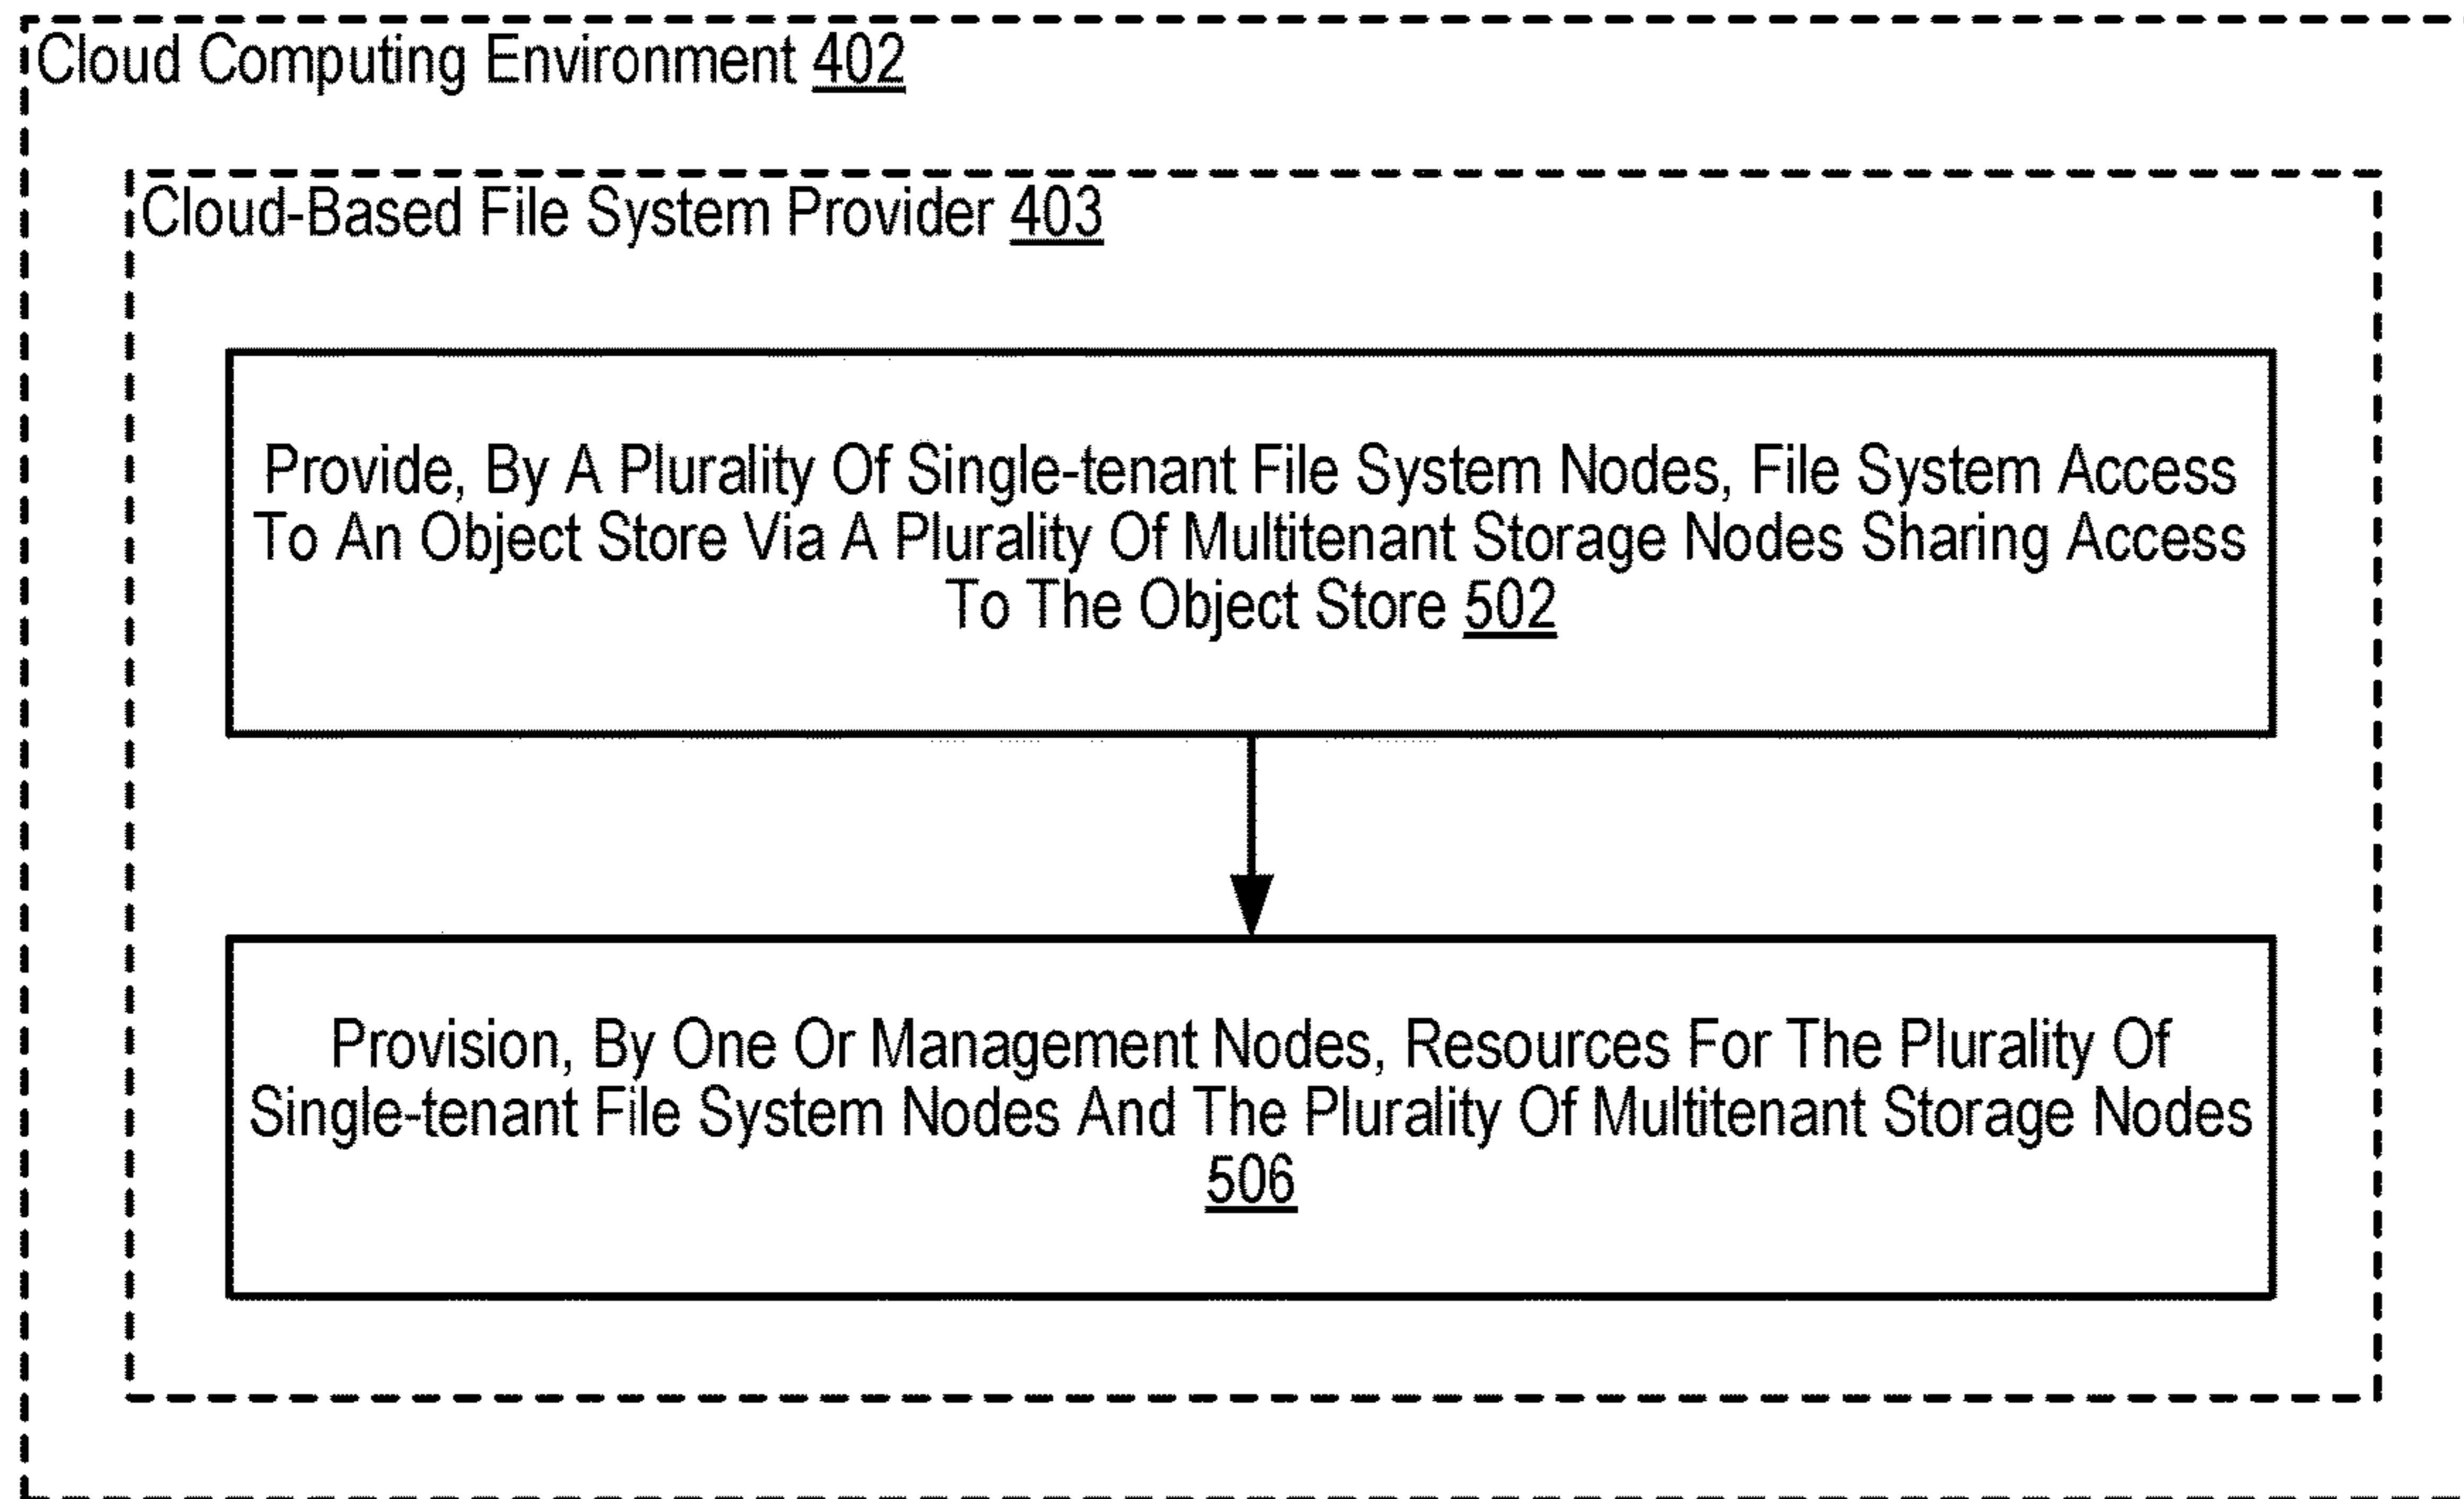 Cloud Computing Environment 402
Cloud-Based File System Provider 403
Provide, By A Plurality Of Single-tenant File System Nodes, File System Access
To An Object Store Via A Plurality Of Multitenant Storage Nodes Sharing Access
To The Object Store 502
Provision, By One Or Management Nodes, Resources For The Plurality Of
Single-tenant File System Nodes And The Plurality Of Multitenant Storage Nodes
506